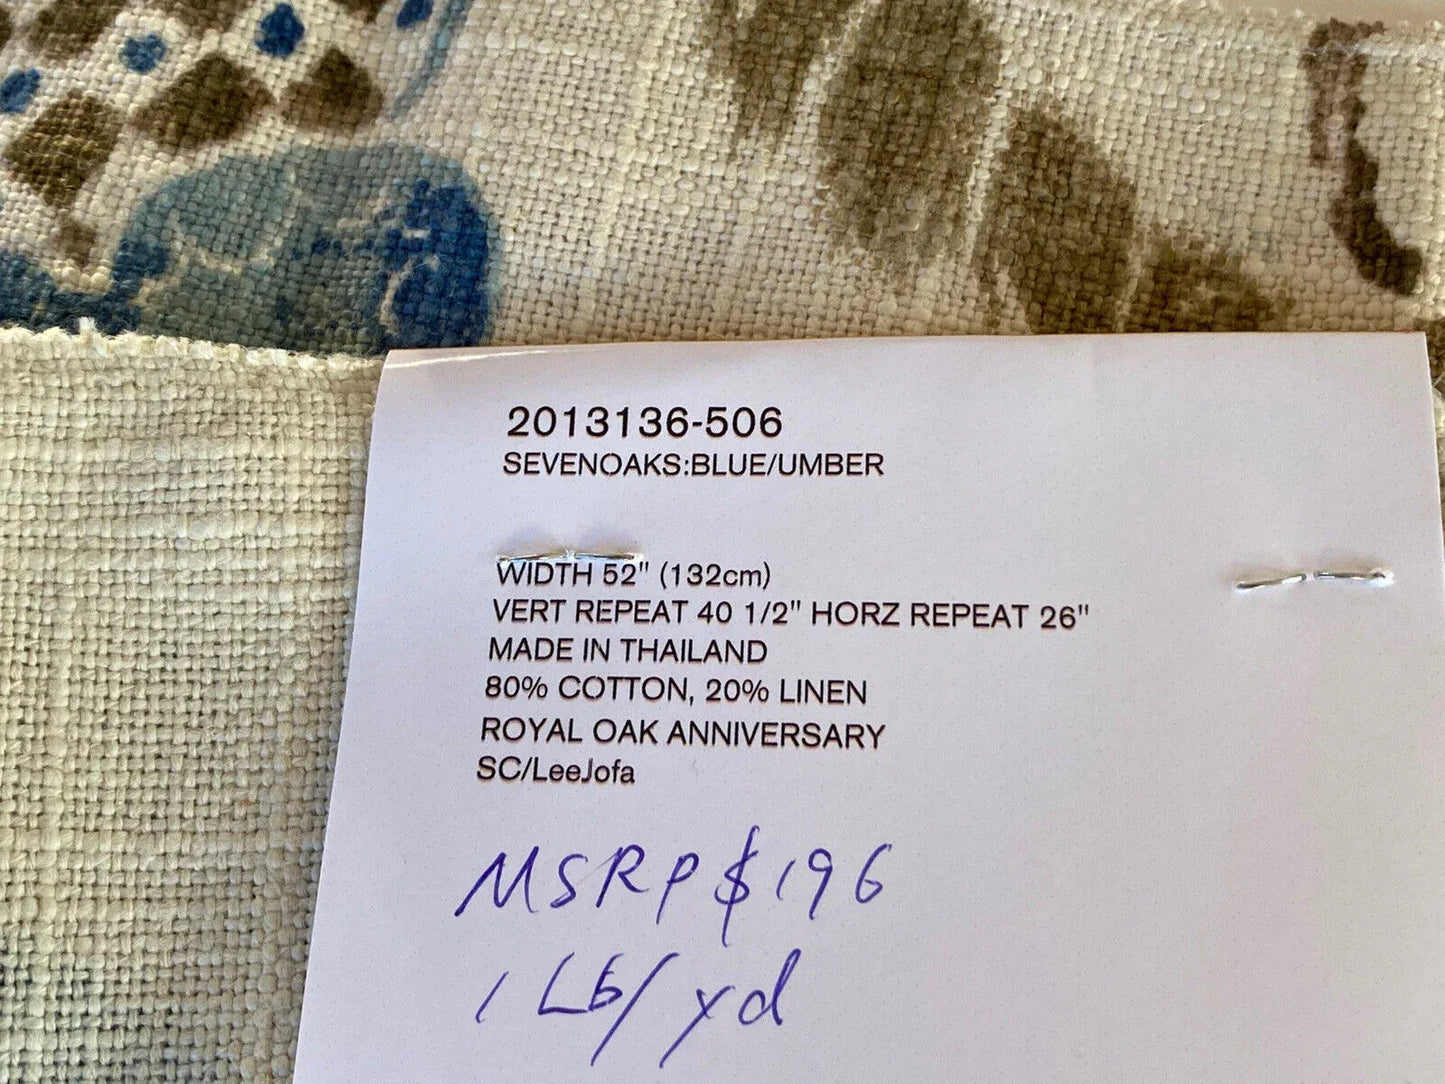 2013136-506
SEVENOAKS:BLUE/UMBER
WIDTH 52" (132cm)
VERT REPEAT 40 1/2" HORZ REPEAT 26"
MADE IN THAILAND
80% COTTON, 20% LINEN
ROYAL OAK ANNIVERSARY
SC/LeeJofa
MSRP $196
1 Lb/yd